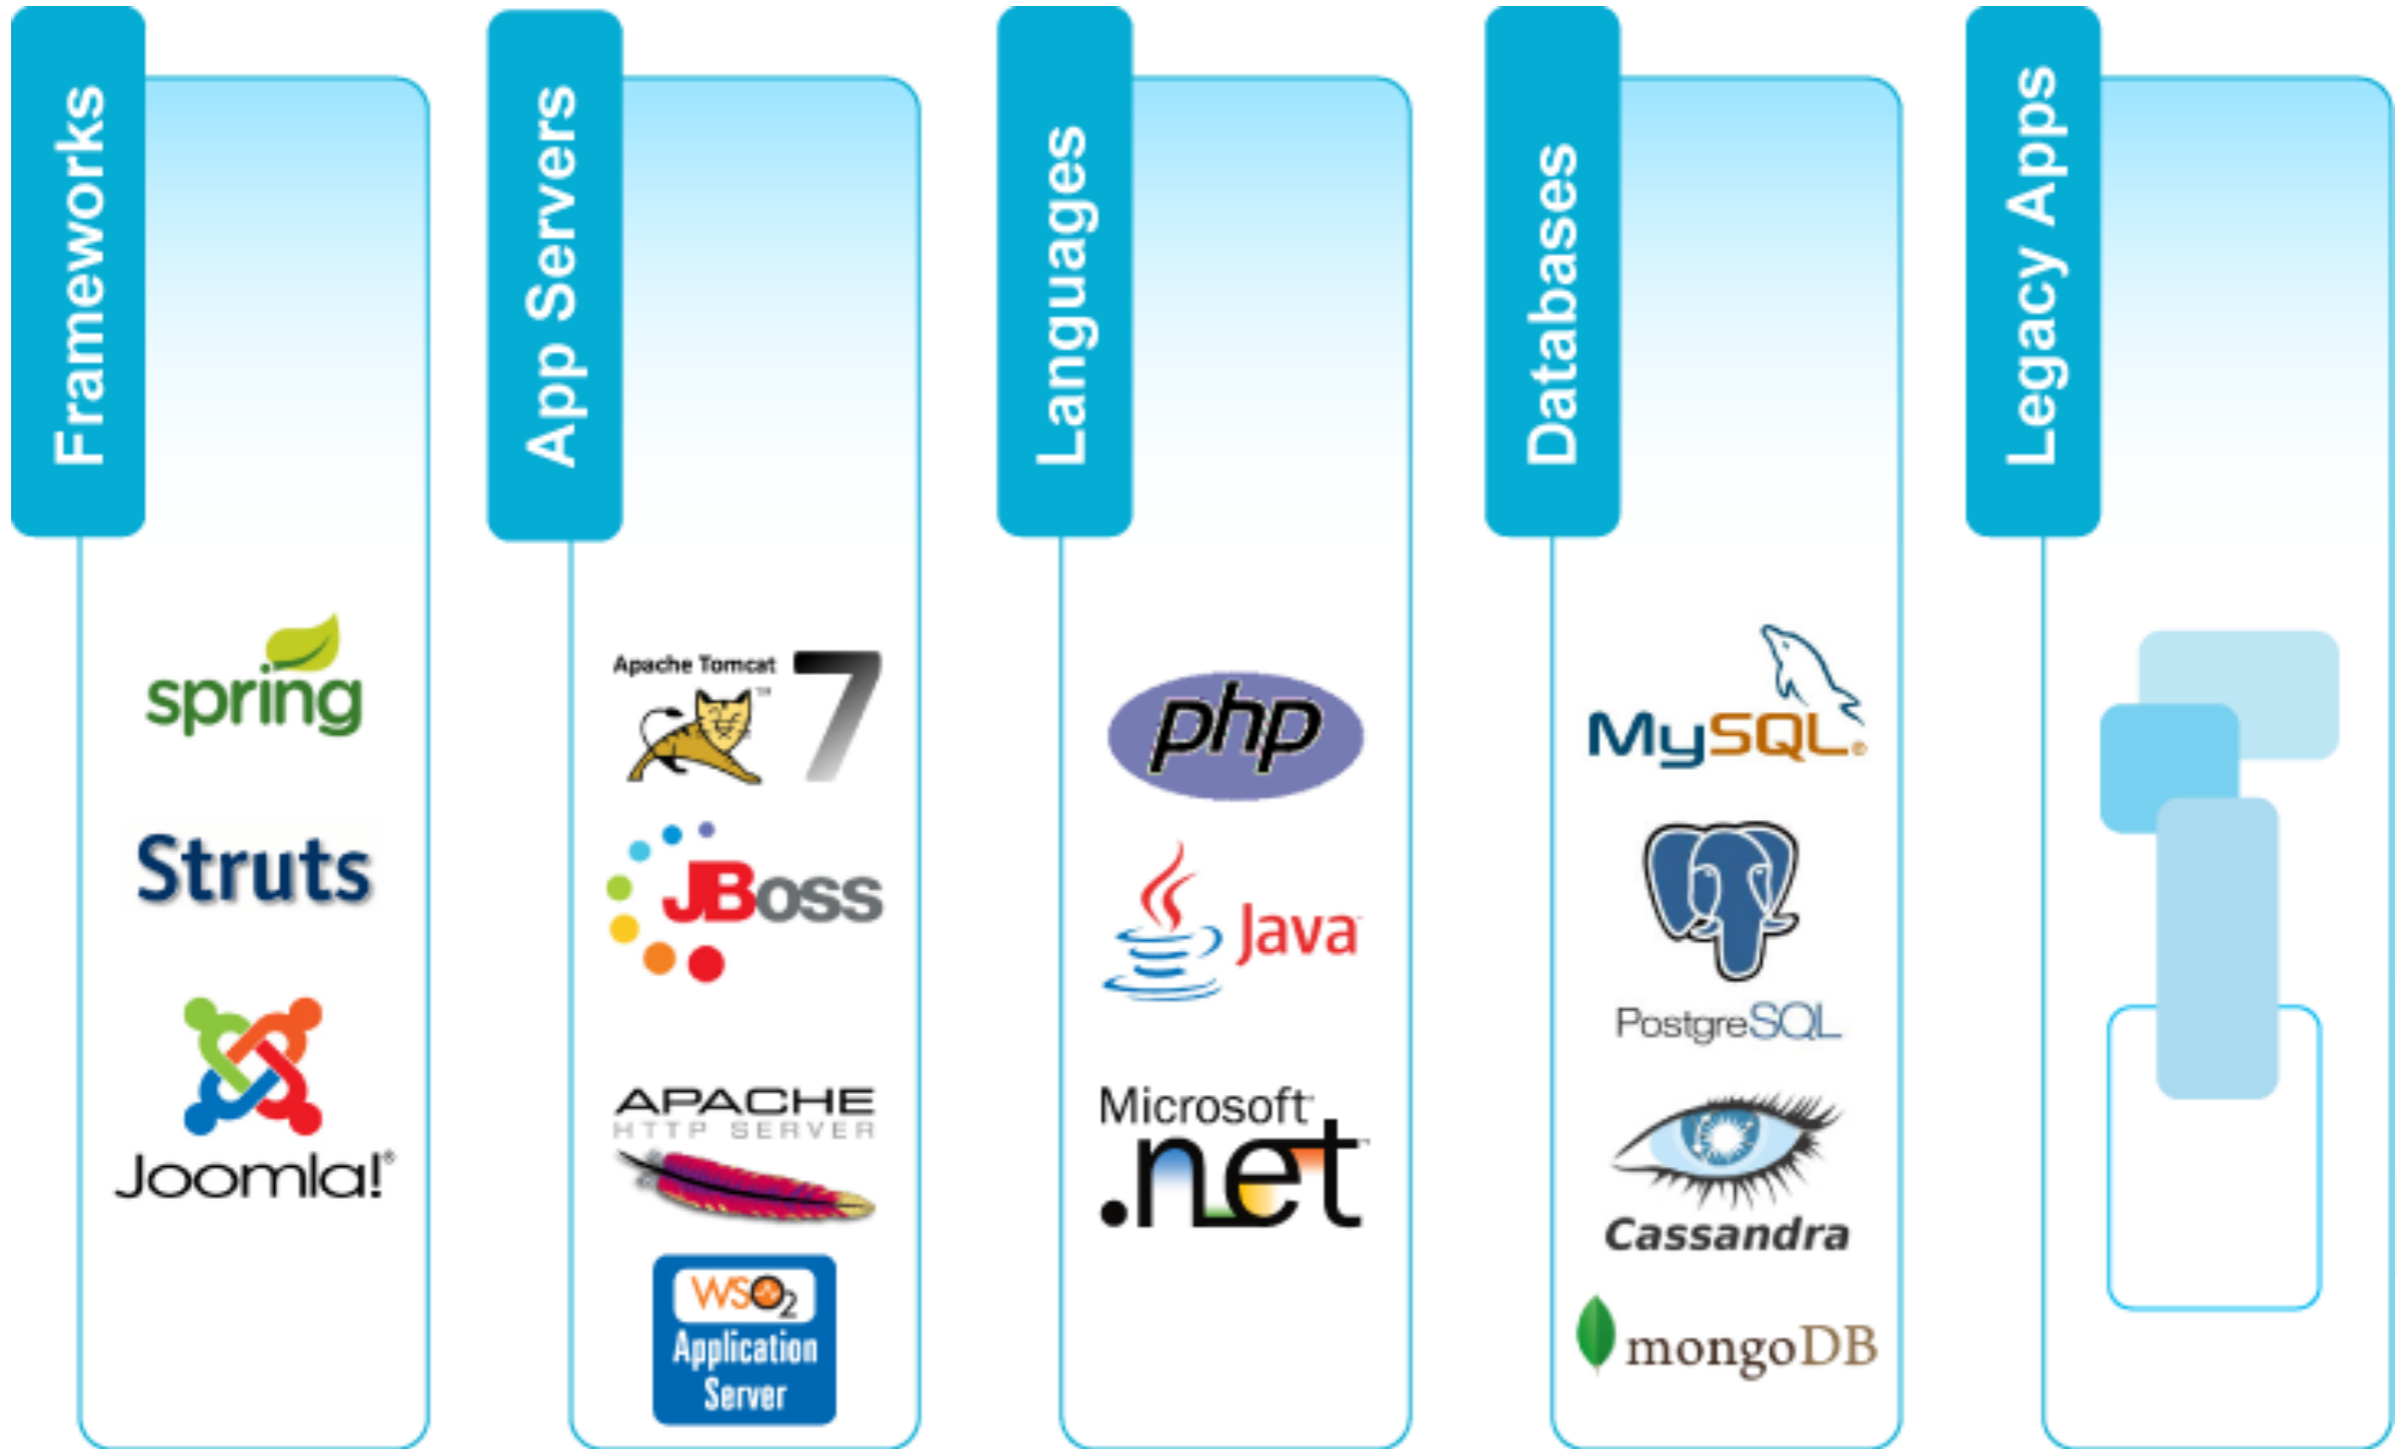 Frameworks
spring
Struts
Joomla!®
App Servers
Apache Tomcat 7
TM
JBoss
APACHE
HTTP SERVER
WSO2
Application
Server
Languages
php
Java
Microsoft
.net
Databases
MySQL®
PostgreSQL
Cassandra
mongoDB
Legacy Apps